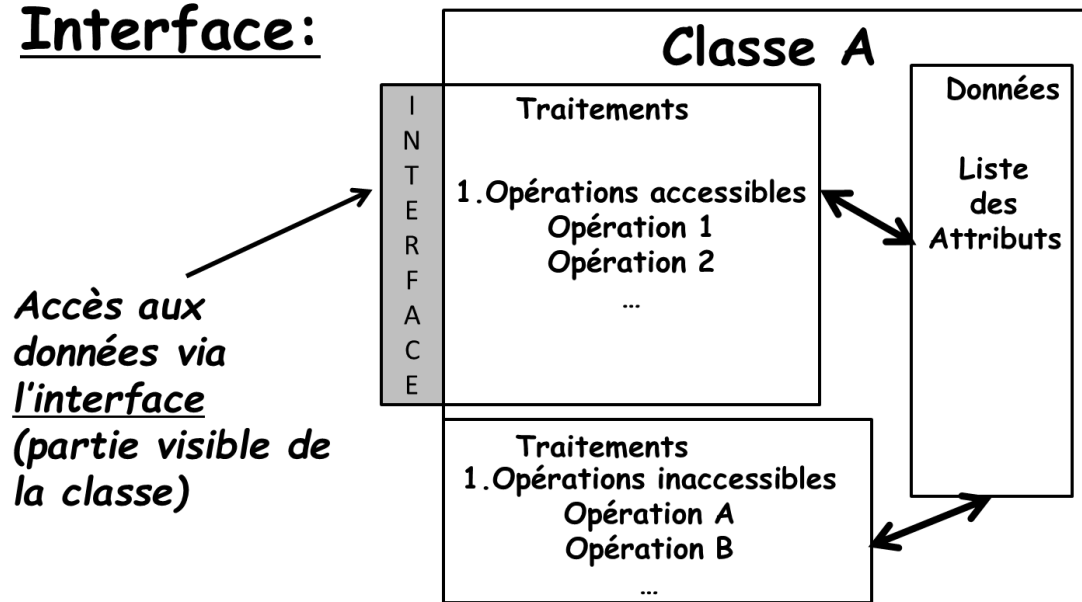 Interface:
Classe A
I
N
T
E
R
F
A
C
E
Traitements
1.Opérations accessibles
Opération 1
Opération 2
...
Données
Liste
des
Attributs
Accès aux
données via
l'interface
(partie visible de
la classe)
Traitements
1.Opérations inaccessibles
Opération A
Opération B
...